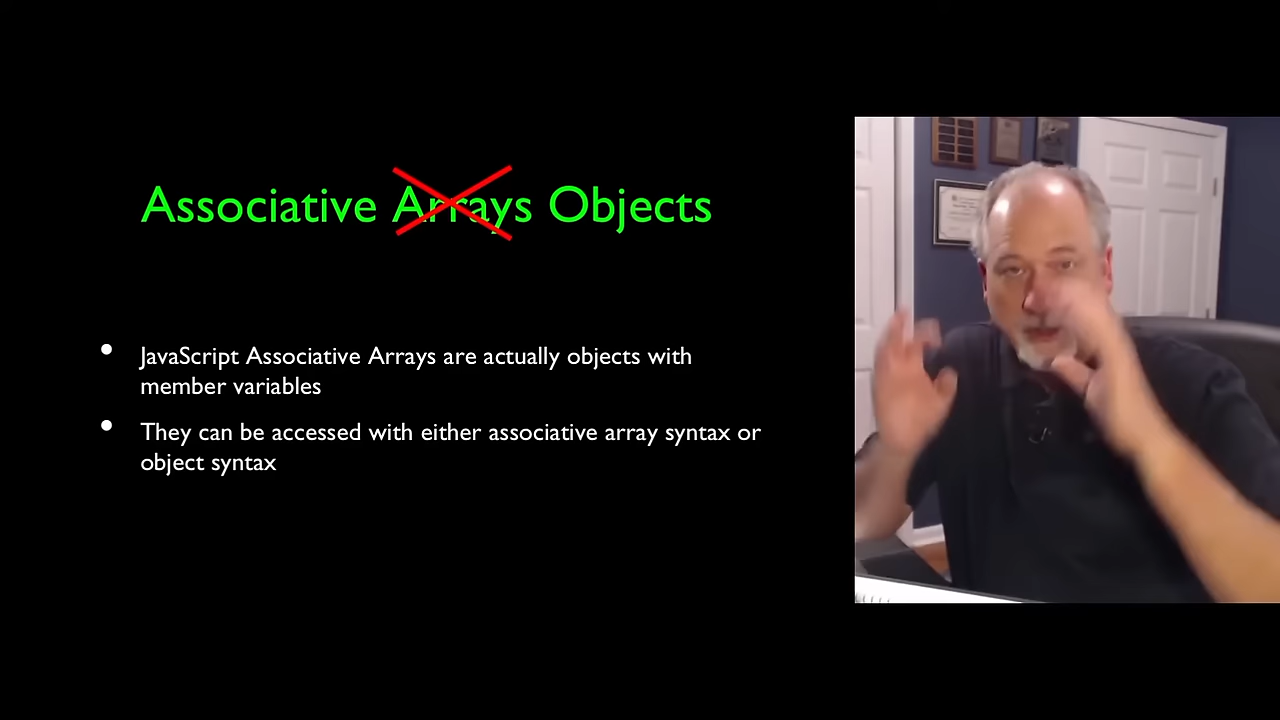 Associative Arrays Objects
• JavaScript Associative Arrays are actually objects with
member variables
• They can be accessed with either associative array syntax or
object syntax